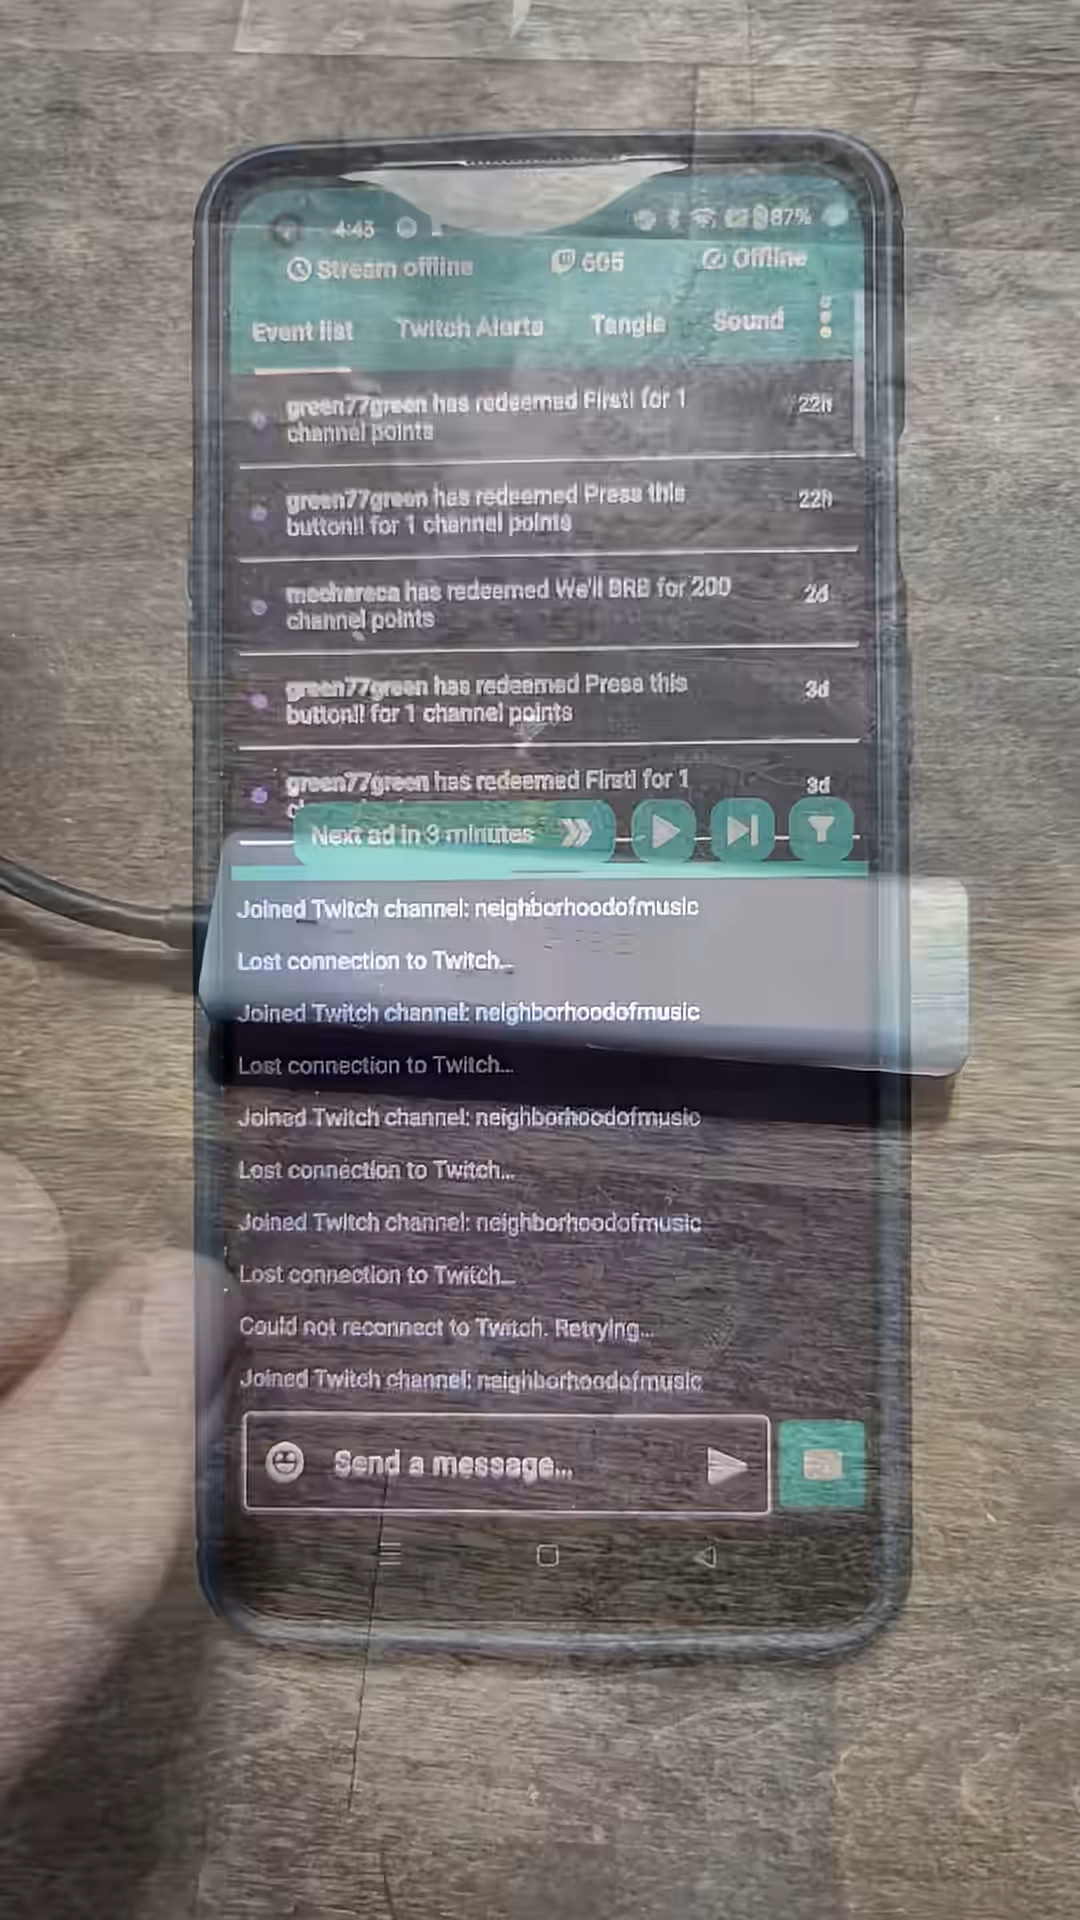 4:43
87%
Stream offline
605
Offline
Event list
Twitch Alerts
Tangia
Sound
green77green has redeemed First! for 1
channel points
22h
green77green has redeemed Press this
button!! for 1 channel points
22h
mechareca has redeemed We'll BRB for 200
channel points
2d
green77green has redeemed Press this
button!! for 1 channel points
3d
green77green has redeemed First! for 1
3d
Next ad in 3 minutes
Joined Twitch channel: neighborhoodofmusic
Lost connection to Twitch...
Joined Twitch channel: neighborhoodofmusic
Lost connection to Twitch...
Joined Twitch channel: neighborhoodofmusic
Lost connection to Twitch...
Joined Twitch channel: neighborhoodofmusic
Lost connection to Twitch...
Could not reconnect to Twitch. Retrying...
Joined Twitch channel: neighborhoodofmusic
Send a message...